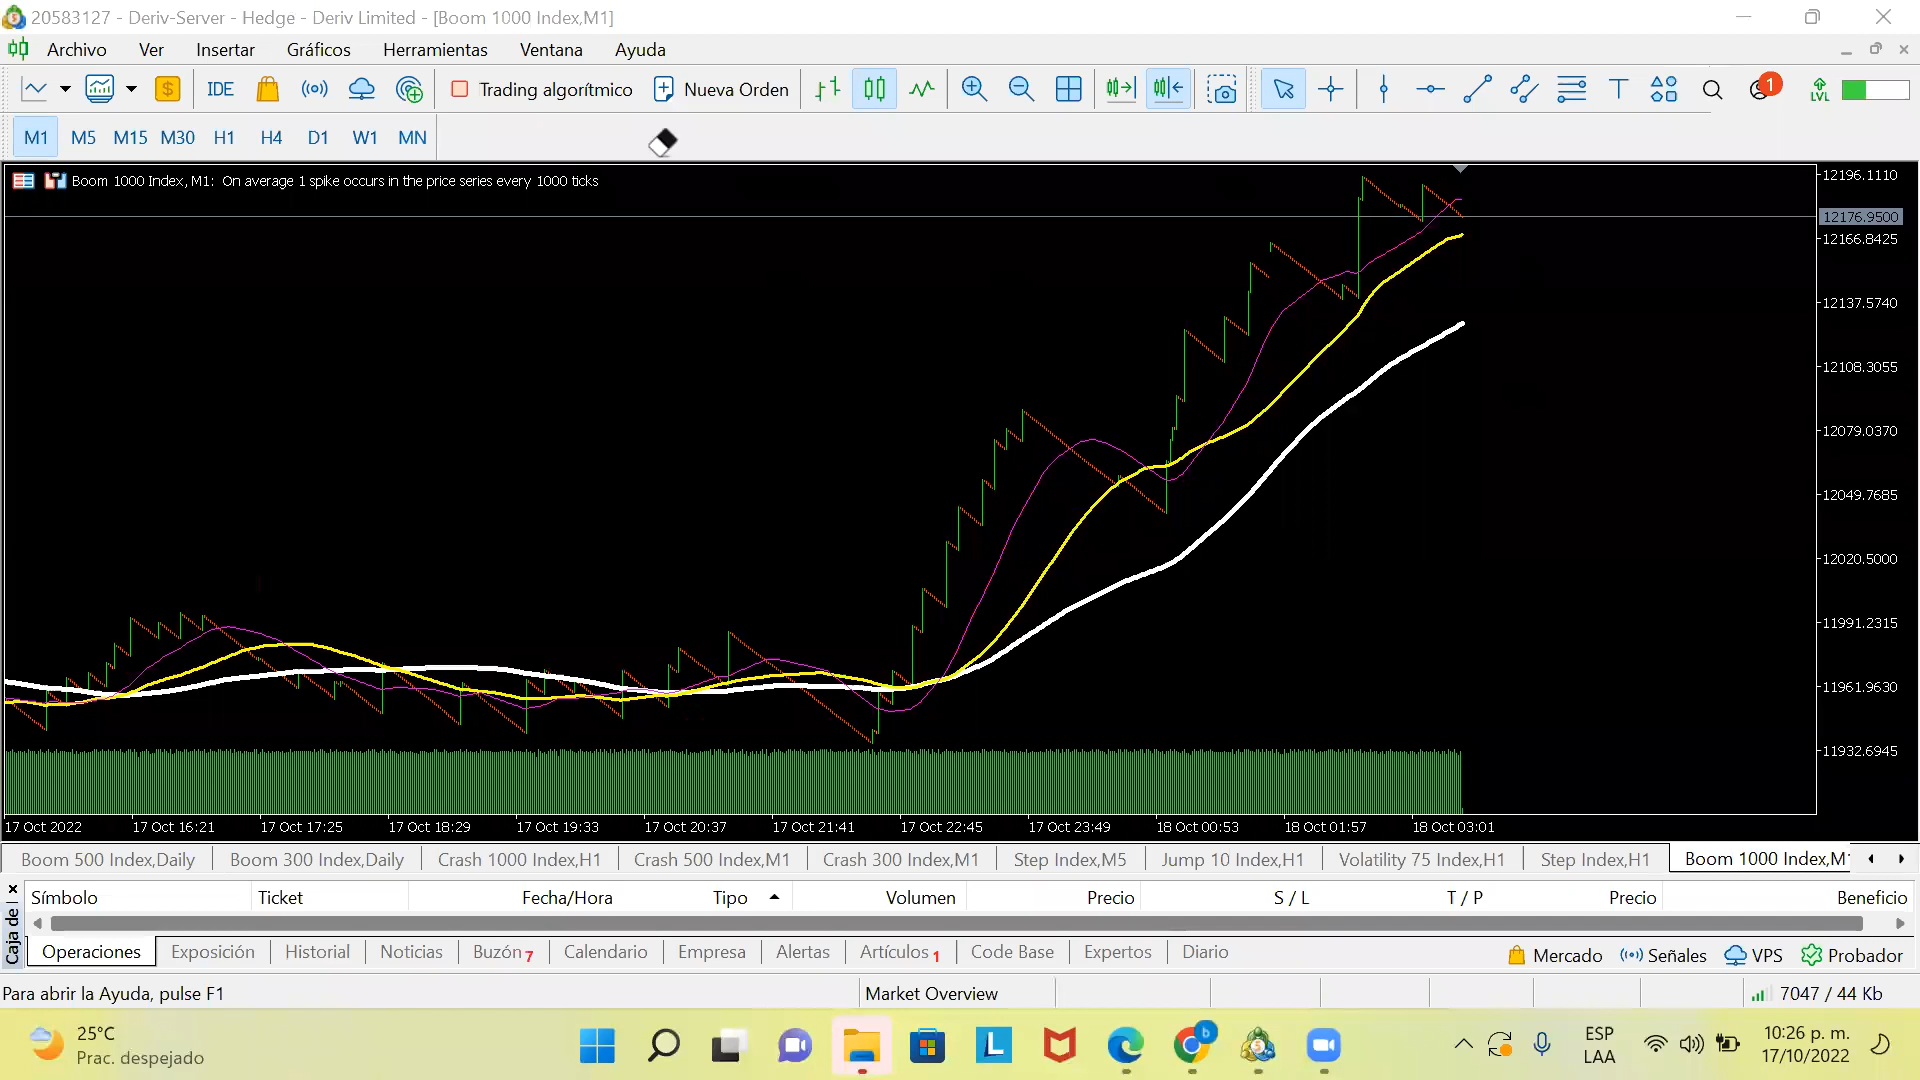 20583127 - Deriv-Server - Hedge - Deriv Limited - [Boom 1000 Index,M1]
Archivo Ver Insertar Gráficos Herramientas Ventana Ayuda
IDE Trading algorítmico Nueva Orden T 1 LVL
M1 M5 M15 M30 H1 H4 D1 W1 MN
Boom 1000 Index, M1: On average 1 spike occurs in the price series every 1000 ticks
12196.1110
12176.9500
12166.8425
12137.5740
12108.3055
12079.0370
12049.7685
12020.5000
11991.2315
11961.9630
11932.6945
17 Oct 2022 17 Oct 16:21 17 Oct 17:25 17 Oct 18:29 17 Oct 19:33 17 Oct 20:37 17 Oct 21:41 17 Oct 22:45 17 Oct 23:49 18 Oct 00:53 18 Oct 01:57 18 Oct 03:01
Boom 500 Index,Daily Boom 300 Index,Daily Crash 1000 Index,H1 Crash 500 Index,M1 Crash 300 Index,M1 Step Index,M5 Jump 10 Index,H1 Volatility 75 Index,H1 Step Index,H1 Boom 1000 Index,M1
Caja de
Símbolo Ticket Fecha/Hora Tipo Volumen Precio S / L T / P Precio Beneficio
Operaciones Exposición Historial Noticias Buzón 7 Calendario Empresa Alertas Artículos 1 Code Base Expertos Diario Mercado Señales VPS Probador
Para abrir la Ayuda, pulse F1 Market Overview 7047 / 44 Kb
25°C
Prac. despejado
L
b
ESP
LAA
10:26 p. m.
17/10/2022